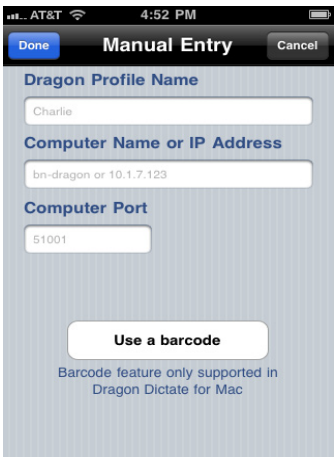 AT&T 4:52 PM
Done Manual Entry Cancel
Dragon Profile Name
Charlie
Computer Name or IP Address
bn-dragon or 10.1.7.123
Computer Port
51001
Use a barcode
Barcode feature only supported in
Dragon Dictate for Mac